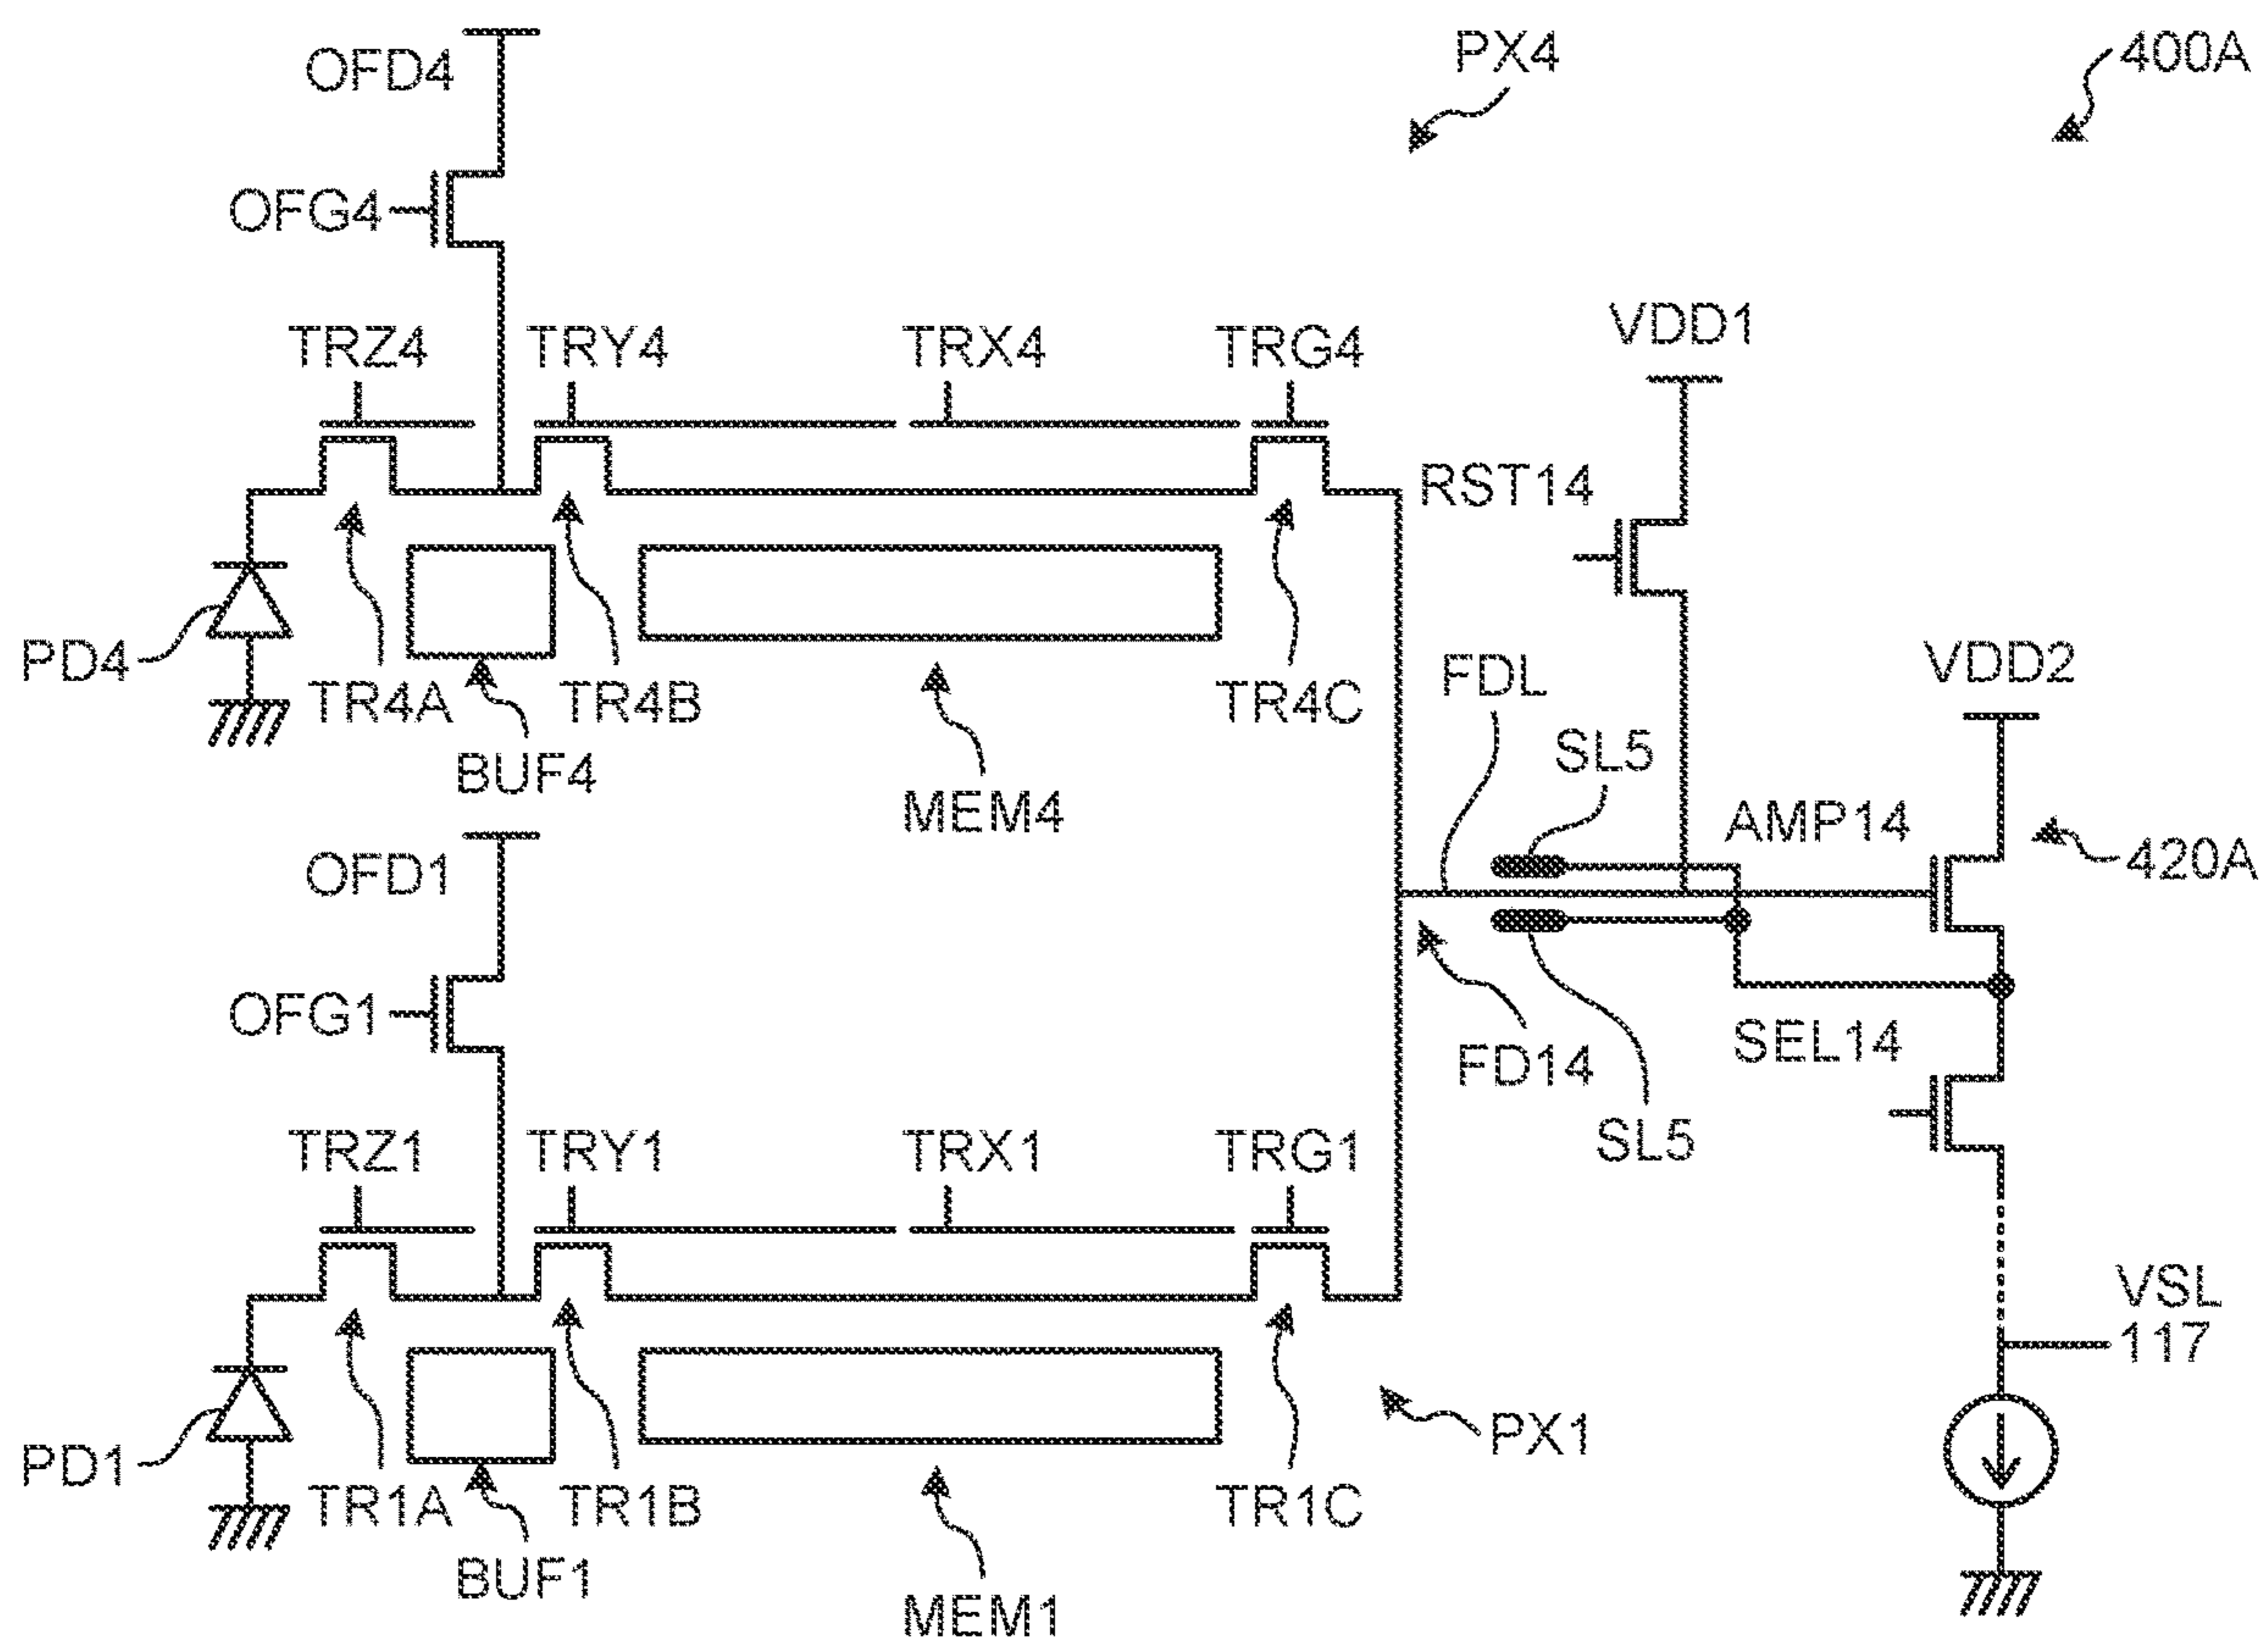 PX4
400A
OFD4
OFG4
TRZ4 TRY4 TRX4 TRG4
VDD1
RST14
PD4
TR4A TR4B TR4C
BUF4
MEM4
FDL
SL5
VDD2
AMP14
420A
OFD1
OFG1
FD14
SEL14
SL5
TRZ1 TRY1 TRX1 TRG1
VSL
117
PD1
TR1A TR1B TR1C
PX1
BUF1
MEM1